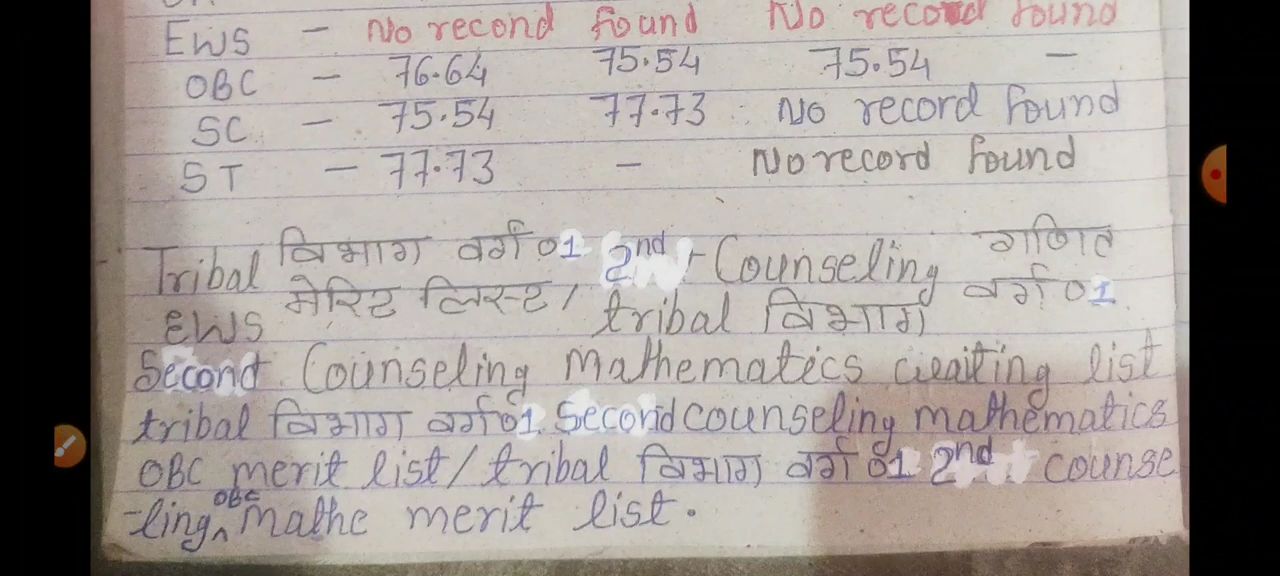 EWS - No record found No record found
OBC - 76.64 75.54 75.54 -
SC - 75.54 77.73 No record found
ST - 77.73 - No record found
Tribal विभाग वर्ग 01 2nd Counseling गणित
EWS मेरिट लिस्ट / tribal विभाग वर्ग 01
Second Counseling Mathematics waiting list
tribal विभाग वर्ग 01 Second counseling mathematics
OBC merit list / tribal विभाग वर्ग 01 2nd counse
-ling OBC mathe merit list.